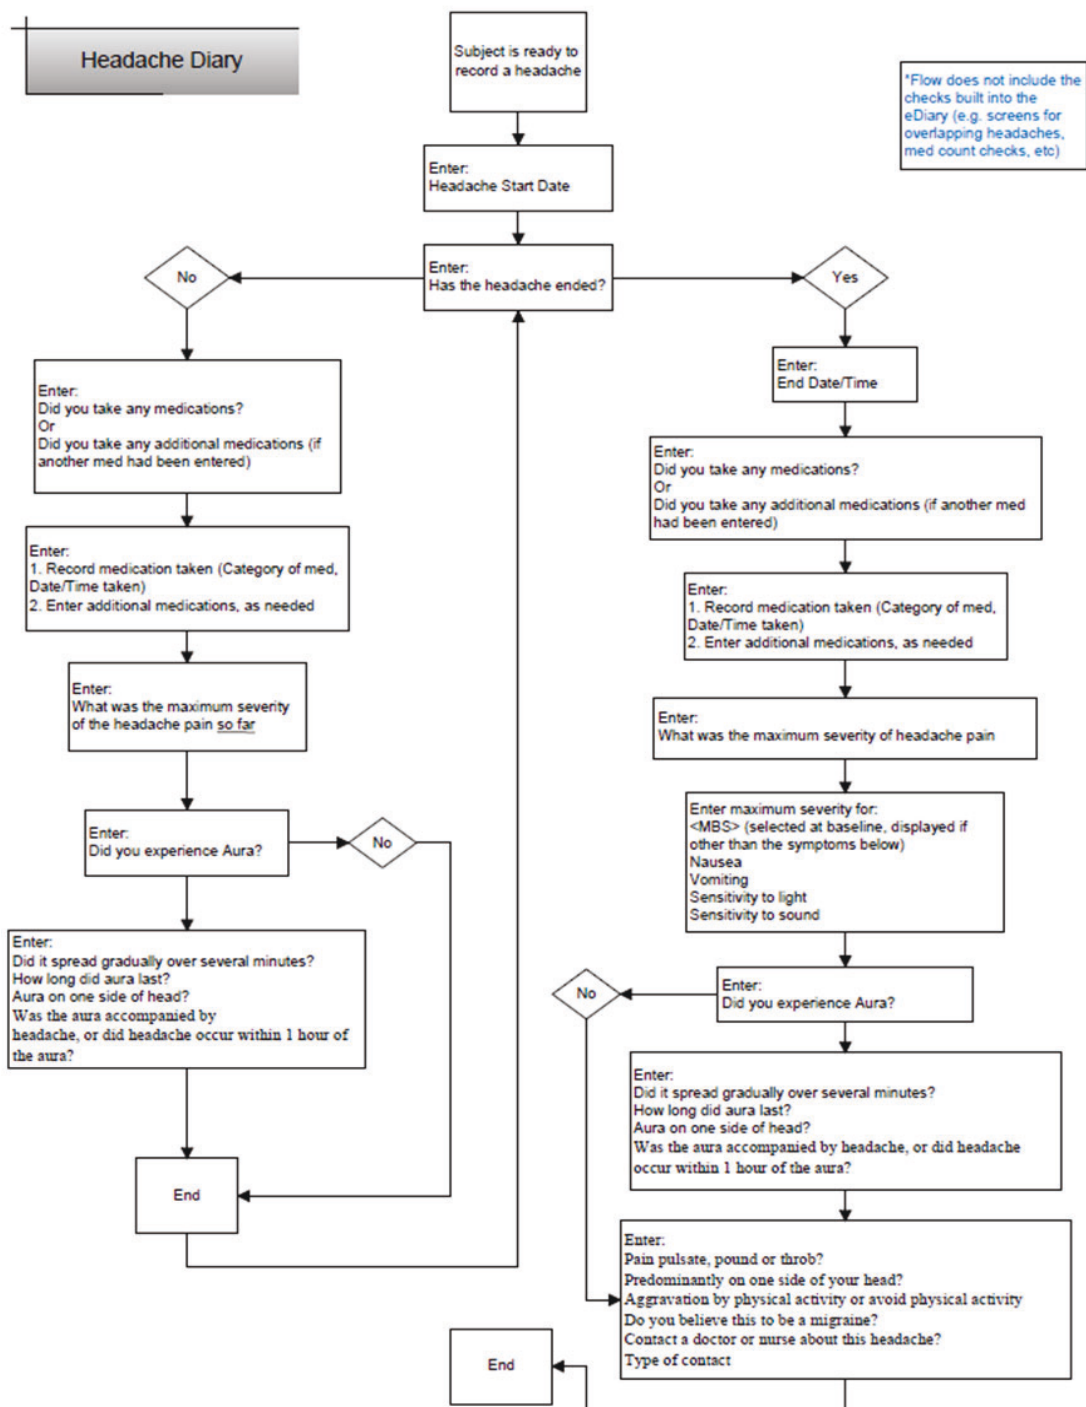 Headache Diary
Subject is ready to
record a headache
*Flow does not include the
checks built into the
eDiary (e.g. screens for
overlapping headaches,
med count checks, etc)
Enter:
Headache Start Date
Enter:
Has the headache ended?
No
Yes
Enter:
Did you take any medications?
Or
Did you take any additional medications (if
another med had been entered)
Enter:
1. Record medication taken (Category of med,
Date/Time taken)
2. Enter additional medications, as needed
Enter:
What was the maximum severity
of the headache pain so far
Enter:
Did you experience Aura?
No
Enter:
Did it spread gradually over several minutes?
How long did aura last?
Aura on one side of head?
Was the aura accompanied by
headache, or did headache occur within 1 hour of
the aura?
End
Enter:
End Date/Time
Enter:
Did you take any medications?
Or
Did you take any additional medications (if another med
had been entered)
Enter:
1. Record medication taken (Category of med,
Date/Time taken)
2. Enter additional medications, as needed
Enter:
What was the maximum severity of headache pain
Enter maximum severity for:
<MBS> (selected at baseline, displayed if
other than the symptoms below)
Nausea
Vomiting
Sensitivity to light
Sensitivity to sound
Enter:
Did you experience Aura?
No
Enter:
Did it spread gradually over several minutes?
How long did aura last?
Aura on one side of head?
Was the aura accompanied by headache, or did headache
occur within 1 hour of the aura?
Enter:
Pain pulsate, pound or throb?
Predominantly on one side of your head?
Aggravation by physical activity or avoid physical activity
Do you believe this to be a migraine?
Contact a doctor or nurse about this headache?
Type of contact
End